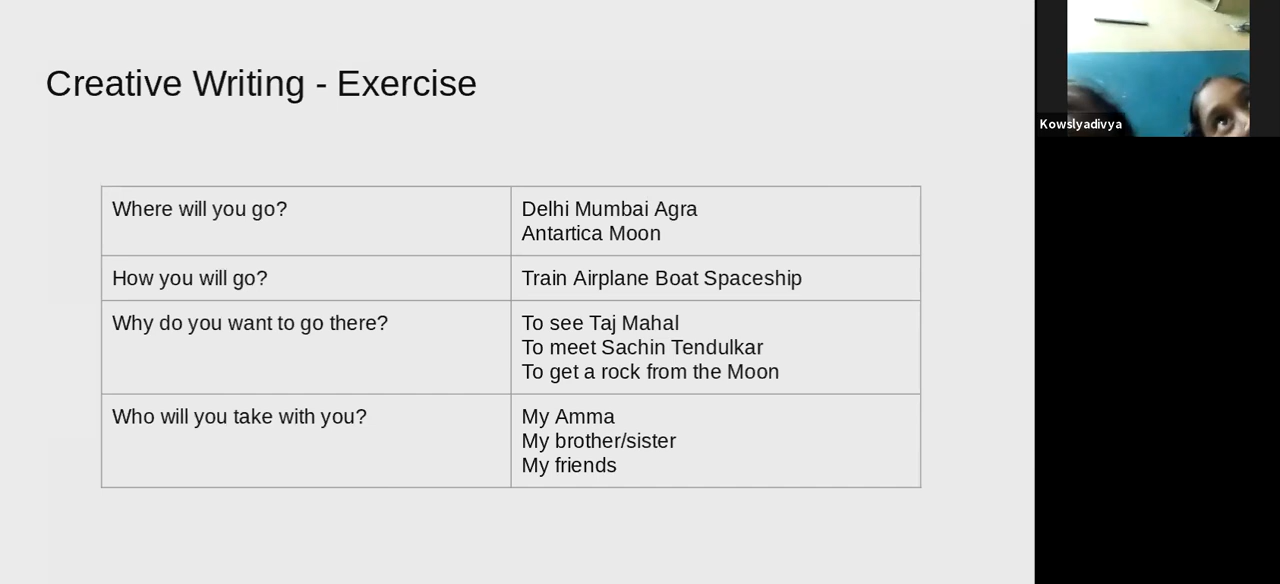 Creative Writing - Exercise
Where will you go?
Delhi Mumbai Agra
Antartica Moon
How you will go?
Train Airplane Boat Spaceship
Why do you want to go there?
To see Taj Mahal
To meet Sachin Tendulkar
To get a rock from the Moon
Who will you take with you?
My Amma
My brother/sister
My friends
Kowslyadivya